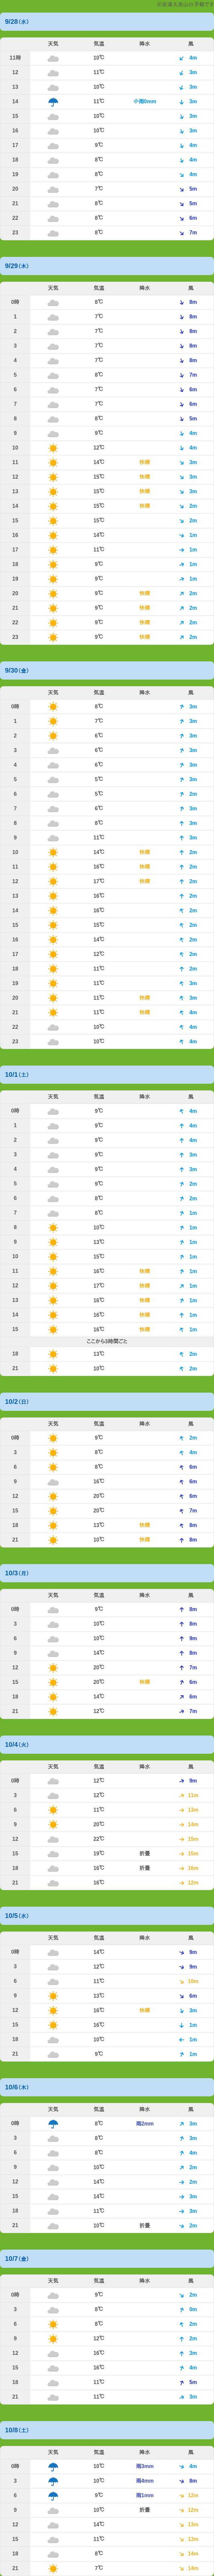 9/28(水)
天気 気温 降水 風
11時 10℃ 4m
12 11℃ 3m
13 10℃ 3m
14 11℃ 小雨0mm 3m
15 10℃ 3m
16 10℃ 3m
17 9℃ 4m
18 8℃ 4m
19 8℃ 4m
20 7℃ 5m
21 8℃ 5m
22 8℃ 6m
23 8℃ 7m
9/29(木)
天気 気温 降水 風
0時 8℃ 8m
1 7℃ 8m
2 7℃ 8m
3 7℃ 8m
4 7℃ 8m
5 8℃ 7m
6 7℃ 6m
7 7℃ 6m
8 8℃ 5m
9 9℃ 4m
10 12℃ 4m
11 14℃ 快晴 3m
12 15℃ 快晴 3m
13 15℃ 快晴 3m
14 15℃ 快晴 2m
15 15℃ 2m
16 14℃ 1m
17 11℃ 1m
18 9℃ 1m
19 9℃ 1m
20 9℃ 快晴 2m
21 9℃ 快晴 2m
22 9℃ 快晴 2m
23 9℃ 快晴 2m
9/30(金)
天気 気温 降水 風
0時 8℃ 3m
1 7℃ 3m
2 6℃ 3m
3 6℃ 3m
4 6℃ 3m
5 5℃ 3m
6 5℃ 2m
7 6℃ 3m
8 8℃ 3m
9 11℃ 3m
10 14℃ 快晴 2m
11 16℃ 快晴 2m
12 17℃ 快晴 2m
13 16℃ 2m
14 16℃ 2m
15 15℃ 2m
16 14℃ 2m
17 12℃ 2m
18 11℃ 2m
19 11℃ 3m
20 11℃ 快晴 3m
21 11℃ 快晴 4m
22 10℃ 4m
23 10℃ 4m
10/1(土)
天気 気温 降水 風
0時 9℃ 4m
1 9℃ 4m
2 9℃ 4m
3 9℃ 3m
4 9℃ 3m
5 9℃ 2m
6 8℃ 2m
7 8℃ 1m
8 10℃ 1m
9 13℃ 1m
10 15℃ 1m
11 16℃ 快晴 1m
12 17℃ 快晴 1m
13 16℃ 快晴 1m
14 16℃ 快晴 1m
15 16℃ 快晴 1m
ここから3時間ごと
18 13℃ 2m
21 10℃ 2m
10/2(日)
天気 気温 降水 風
0時 9℃ 2m
3 8℃ 4m
6 8℃ 6m
9 16℃ 6m
12 20℃ 6m
15 20℃ 7m
18 13℃ 快晴 8m
21 10℃ 快晴 8m
10/3(月)
天気 気温 降水 風
0時 9℃ 8m
3 10℃ 8m
6 10℃ 9m
9 14℃ 8m
12 20℃ 7m
15 20℃ 快晴 6m
18 14℃ 6m
21 12℃ 7m
10/4(火)
天気 気温 降水 風
0時 12℃ 9m
3 12℃ 11m
6 11℃ 13m
9 20℃ 14m
12 22℃ 15m
15 19℃ 折畳 15m
18 16℃ 折畳 16m
21 16℃ 12m
10/5(水)
天気 気温 降水 風
0時 14℃ 9m
3 12℃ 9m
6 11℃ 10m
9 13℃ 6m
12 16℃ 快晴 3m
15 16℃ 1m
18 10℃ 1m
21 9℃ 1m
10/6(木)
天気 気温 降水 風
0時 8℃ 雨2mm 3m
3 8℃ 3m
6 8℃ 4m
9 10℃ 2m
12 14℃ 2m
15 14℃ 3m
18 11℃ 3m
21 10℃ 折畳 2m
10/7(金)
天気 気温 降水 風
0時 9℃ 2m
3 8℃ 0m
6 8℃ 2m
9 12℃ 2m
12 16℃ 3m
15 16℃ 4m
18 11℃ 5m
21 11℃ 3m
10/8(土)
天気 気温 降水 風
0時 10℃ 雨3mm 4m
3 10℃ 雨4mm 8m
6 9℃ 雨1mm 12m
9 10℃ 折畳 12m
12 14℃ 13m
15 11℃ 13m
18 8℃ 14m
21 7℃ 14m